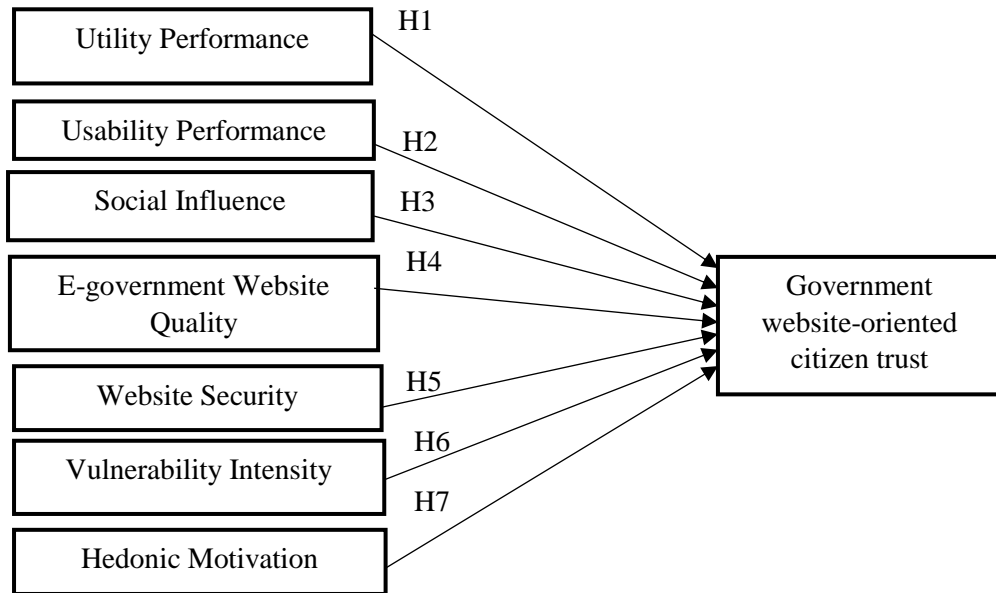 Utility Performance
H1
Usability Performance
H2
Social Influence
H3
E-government Website
Quality
H4
Website Security
H5
Vulnerability Intensity
H6
Hedonic Motivation
H7
Government
website-oriented
citizen trust